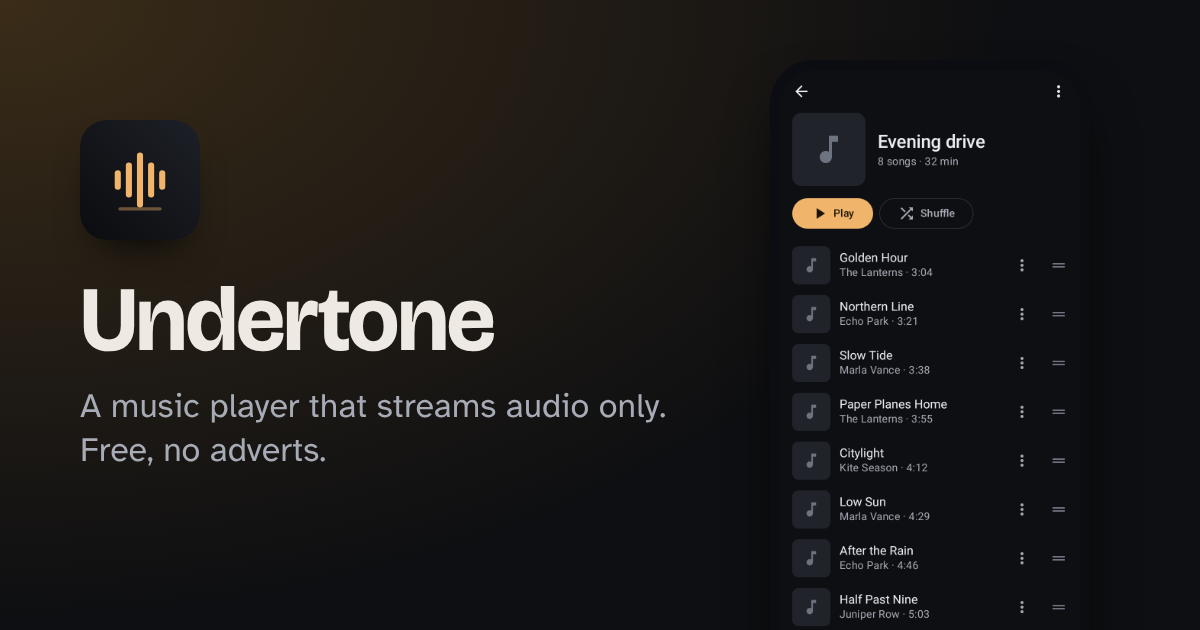 Undertone
A music player that streams audio only.
Free, no adverts.
Evening drive
8 songs · 32 min
Play
Shuffle
Golden Hour
The Lanterns · 3:04
Northern Line
Echo Park · 3:21
Slow Tide
Marla Vance · 3:38
Paper Planes Home
The Lanterns · 3:55
Citylight
Kite Season · 4:12
Low Sun
Marla Vance · 4:29
After the Rain
Echo Park · 4:46
Half Past Nine
Juniper Row · 5:03